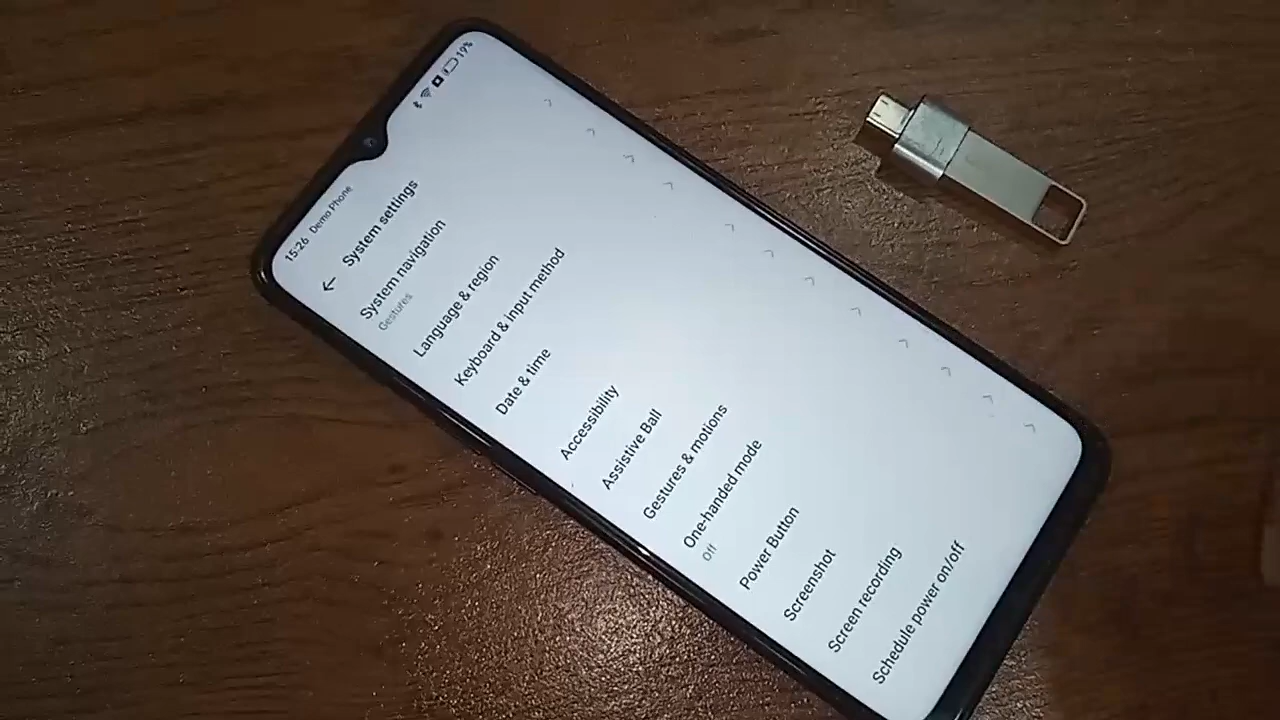 15:26 Demo Phone 19%
System settings
System navigation
Gestures
Language & region
Keyboard & input method
Date & time
Accessibility
Assistive Ball
Gestures & motions
One-handed mode
Off
Power Button
Screenshot
Screen recording
Schedule power on/off